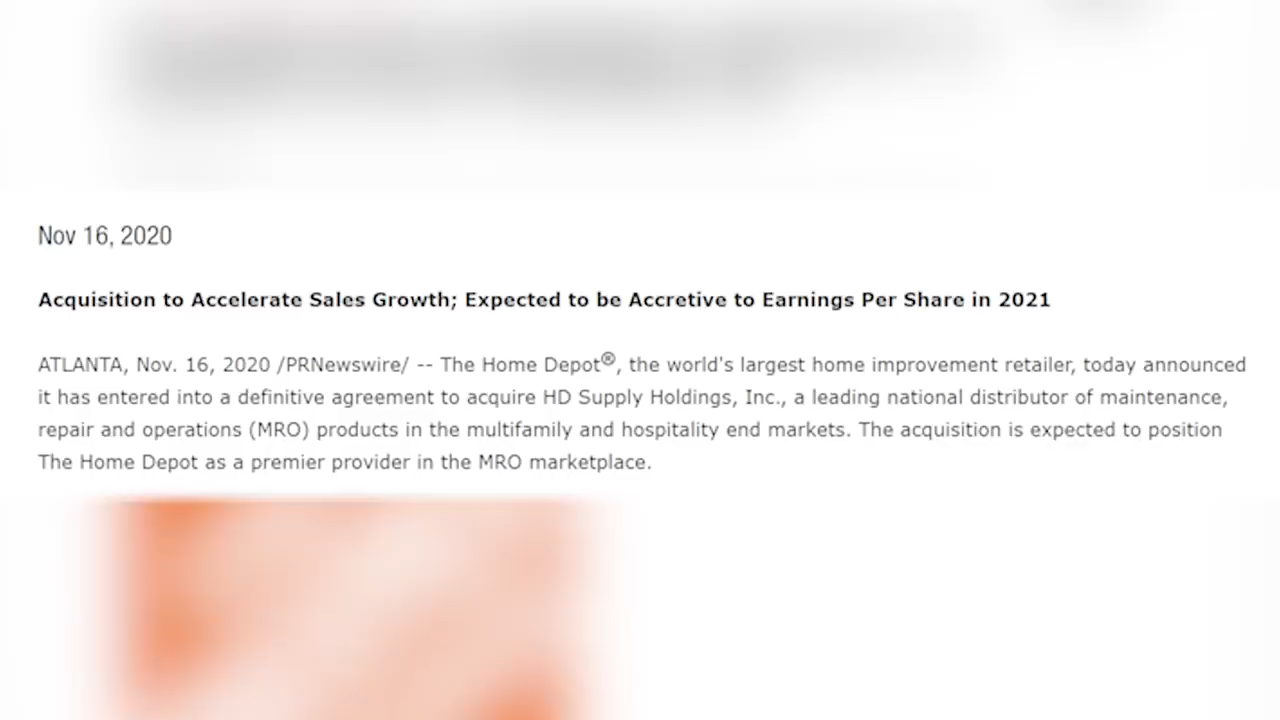 Nov 16, 2020
Acquisition to Accelerate Sales Growth; Expected to be Accretive to Earnings Per Share in 2021
ATLANTA, Nov. 16, 2020 /PRNewswire/ -- The Home Depot®, the world's largest home improvement retailer, today announced
it has entered into a definitive agreement to acquire HD Supply Holdings, Inc., a leading national distributor of maintenance,
repair and operations (MRO) products in the multifamily and hospitality end markets. The acquisition is expected to position
The Home Depot as a premier provider in the MRO marketplace.